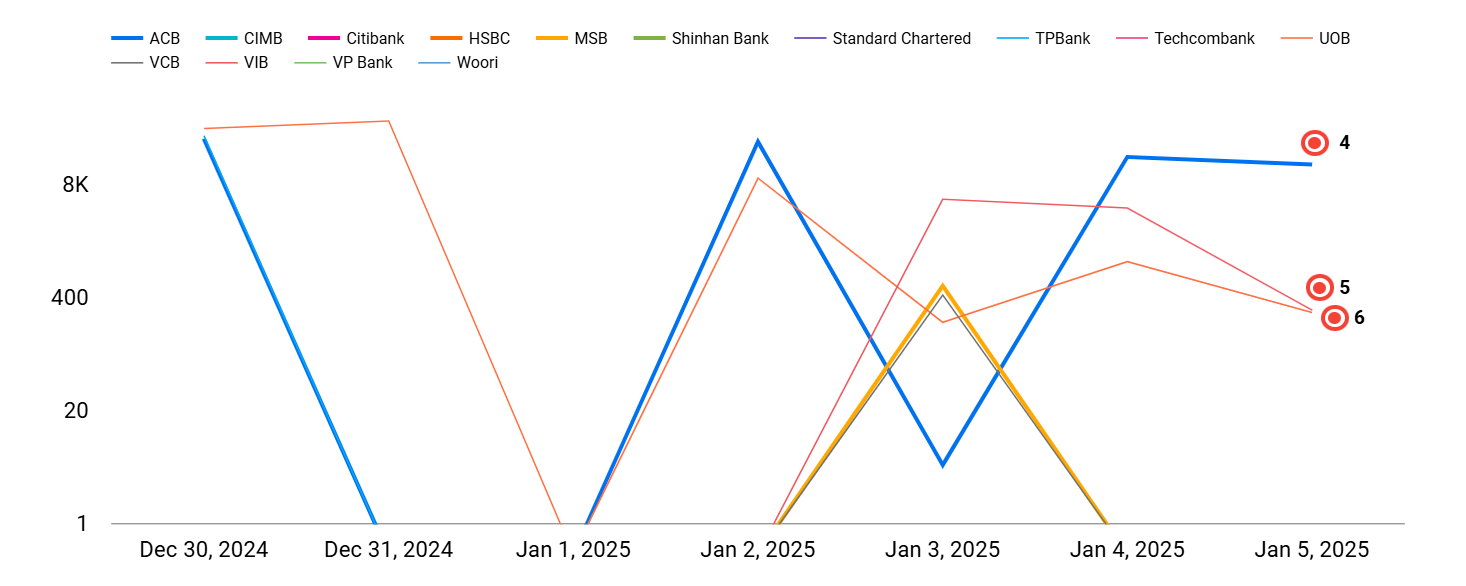 ACB CIMB Citibank HSBC MSB Shinhan Bank Standard Chartered TPBank Techcombank UOB
VCB VIB VP Bank Woori
4
8K
5
400
6
20
1
Dec 30, 2024 Dec 31, 2024 Jan 1, 2025 Jan 2, 2025 Jan 3, 2025 Jan 4, 2025 Jan 5, 2025